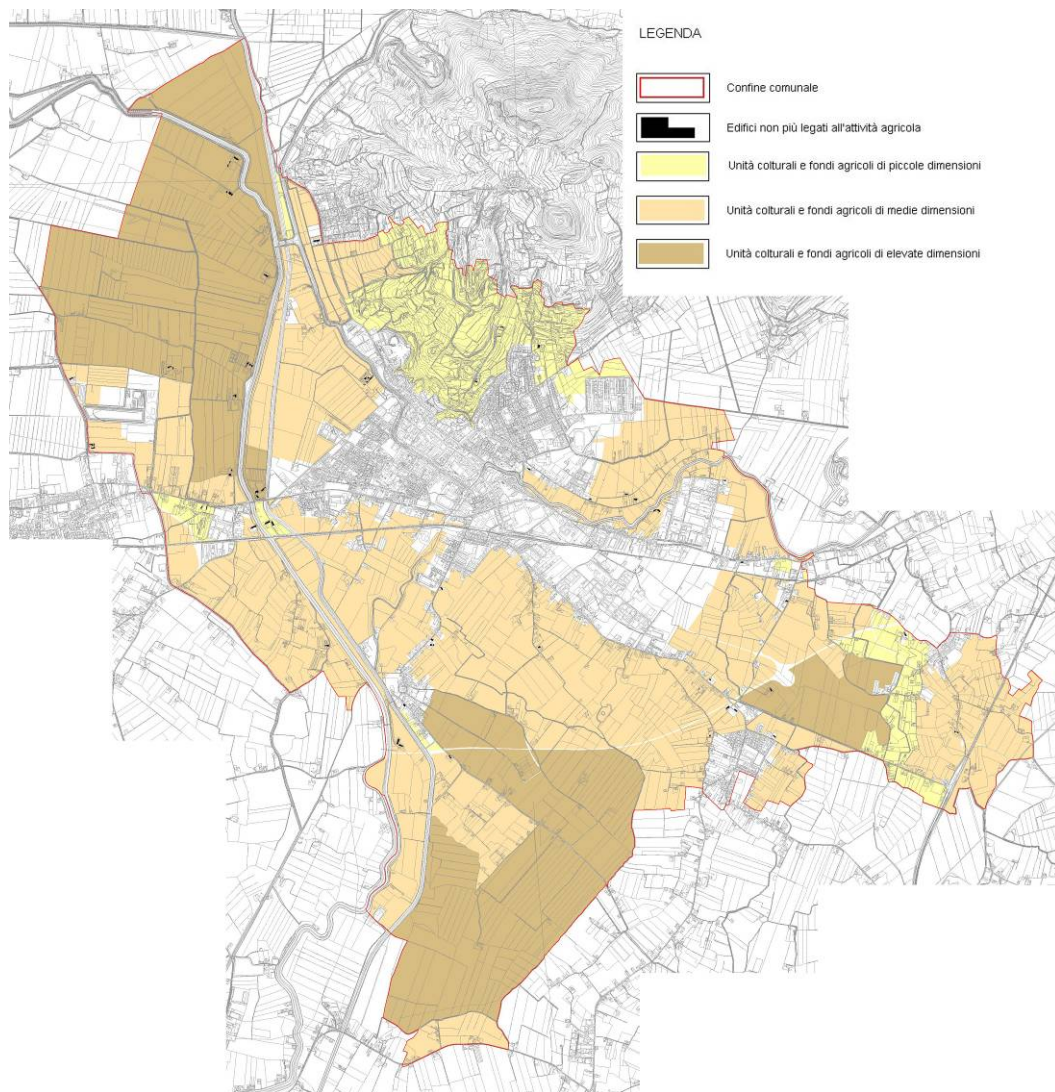 LEGENDA
Confine comunale
Edifici non più legati all'attività agricola
Unità colturali e fondi agricoli di piccole dimensioni
Unità colturali e fondi agricoli di medie dimensioni
Unità colturali e fondi agricoli di elevate dimensioni